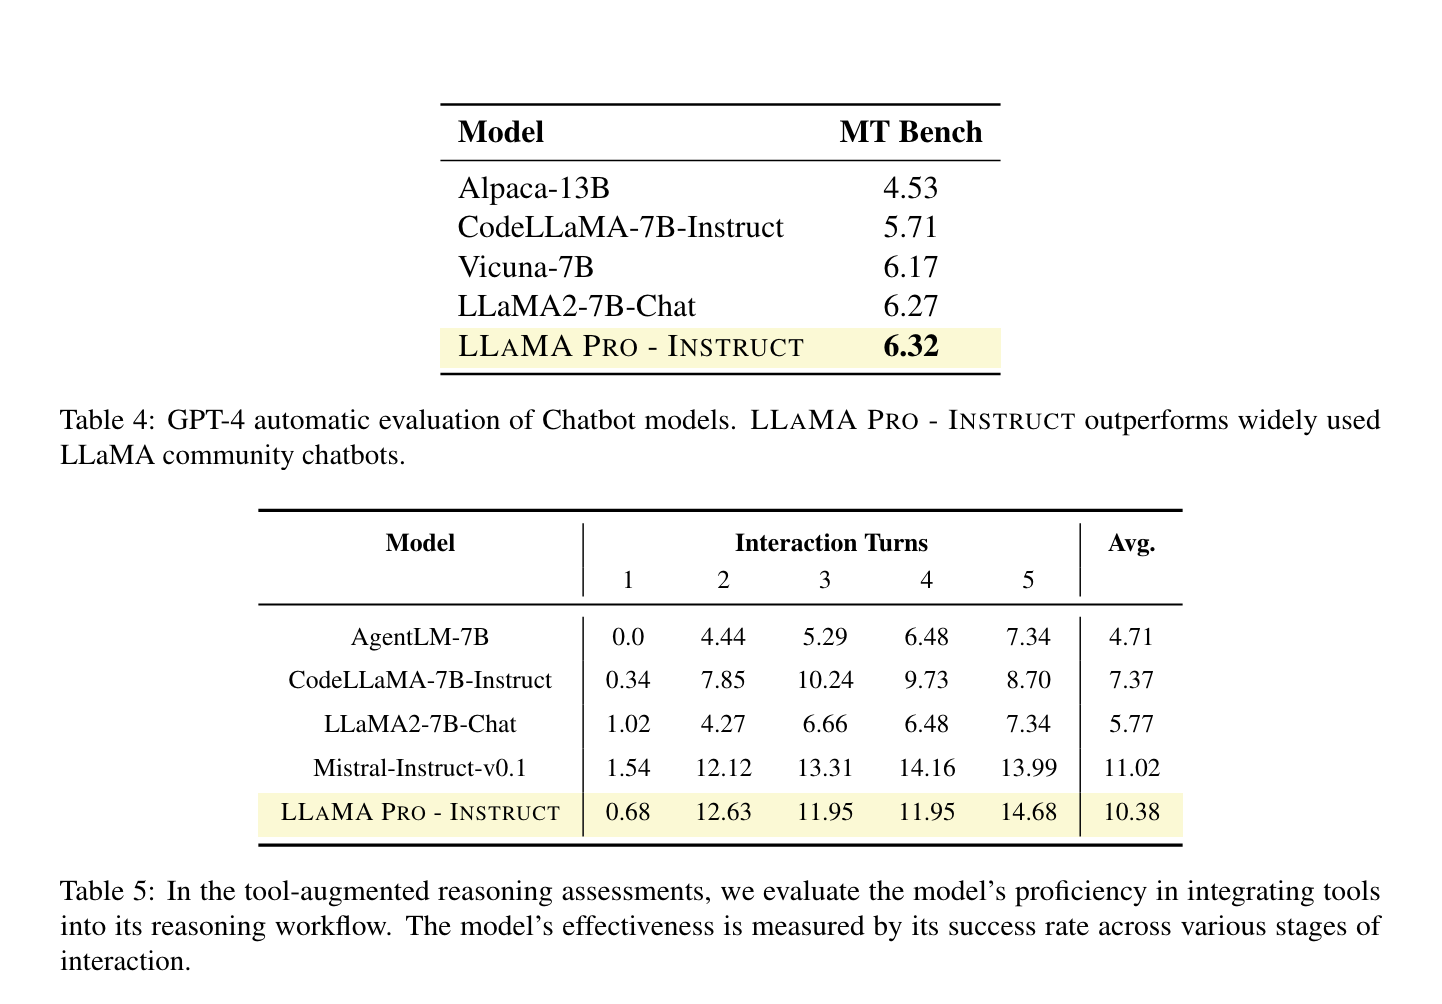 Model MT Bench
Alpaca-13B 4.53
CodeLLaMA-7B-Instruct 5.71
Vicuna-7B 6.17
LLaMA2-7B-Chat 6.27
LLAMA PRO - INSTRUCT 6.32
Table 4: GPT-4 automatic evaluation of Chatbot models. LLAMA PRO - INSTRUCT outperforms widely used
LLaMA community chatbots.
Model Interaction Turns Avg.
1 2 3 4 5
AgentLM-7B 0.0 4.44 5.29 6.48 7.34 4.71
CodeLLaMA-7B-Instruct 0.34 7.85 10.24 9.73 8.70 7.37
LLaMA2-7B-Chat 1.02 4.27 6.66 6.48 7.34 5.77
Mistral-Instruct-v0.1 1.54 12.12 13.31 14.16 13.99 11.02
LLAMA PRO - INSTRUCT 0.68 12.63 11.95 11.95 14.68 10.38
Table 5: In the tool-augmented reasoning assessments, we evaluate the model's proficiency in integrating tools
into its reasoning workflow. The model's effectiveness is measured by its success rate across various stages of
interaction.